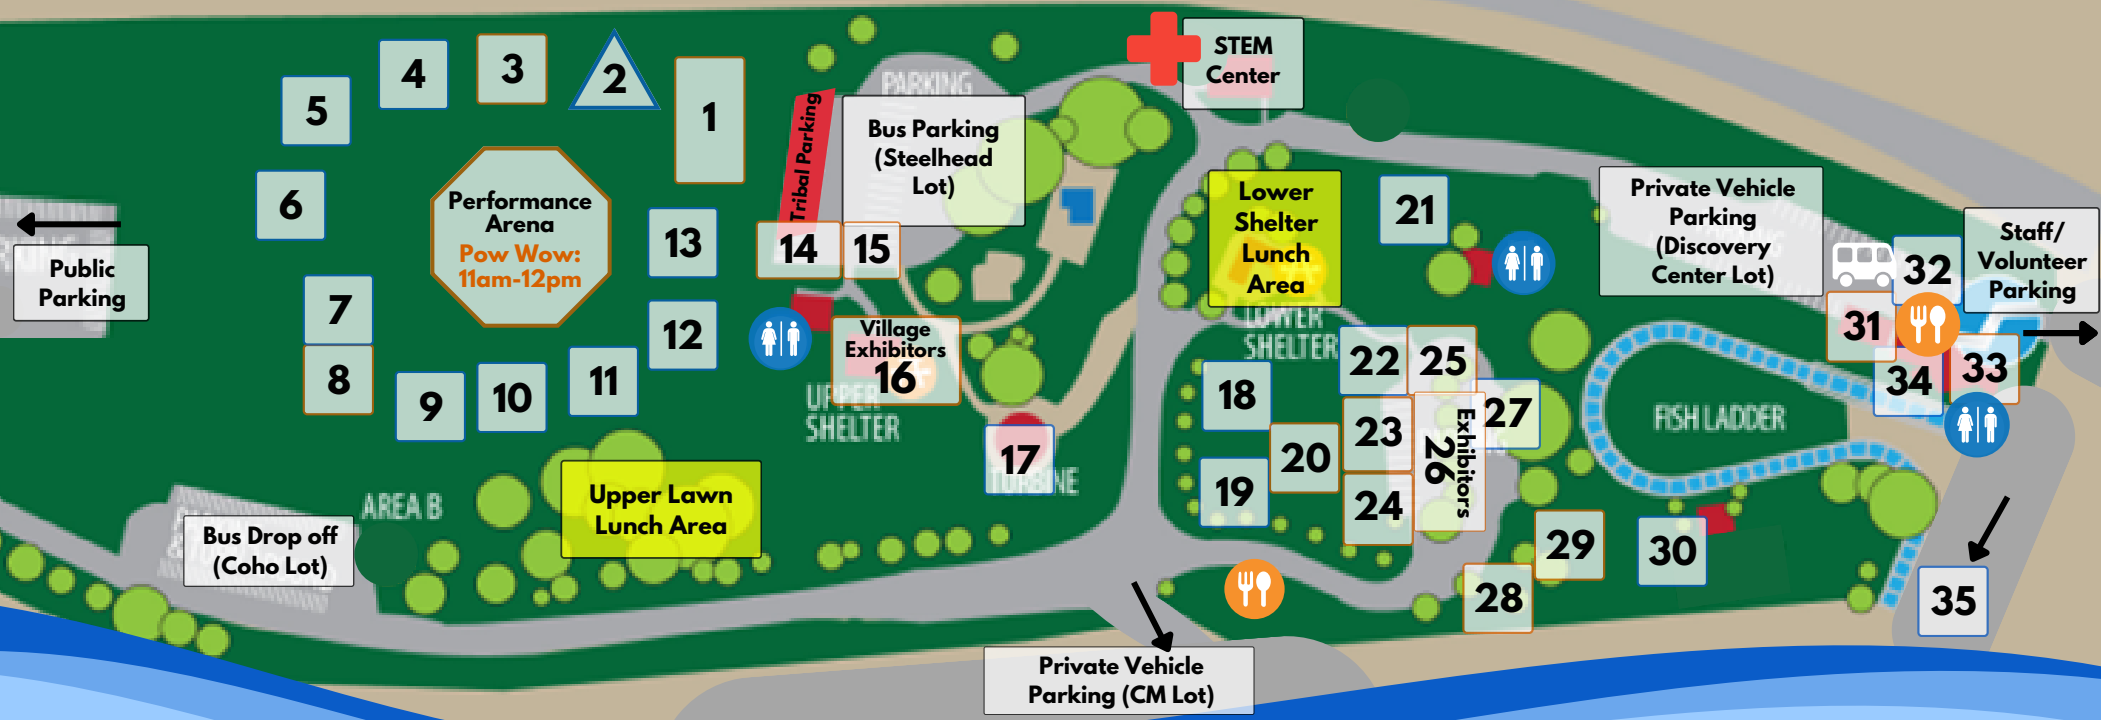 1
2
3
4
5
6
7
8
9
10
11
12
13
Performance
Arena
Pow Wow:
11am-12pm
Public
Parking
Tribal Parking
PARKING
Bus Parking
(Steelhead
Lot)
14
15
Village
Exhibitors
16
UPPER
SHELTER
17
TURBINE
AREA B
Upper Lawn
Lunch Area
Bus Drop off
(Coho Lot)
STEM
Center
Lower
Shelter
Lunch
Area
LOWER
SHELTER
21
18
19
20
22
23
24
25
Exhibitors
26
27
28
29
30
Private Vehicle
Parking
(Discovery
Center Lot)
Staff/
Volunteer
Parking
32
31
33
34
FISH LADDER
35
Private Vehicle
Parking (CM Lot)